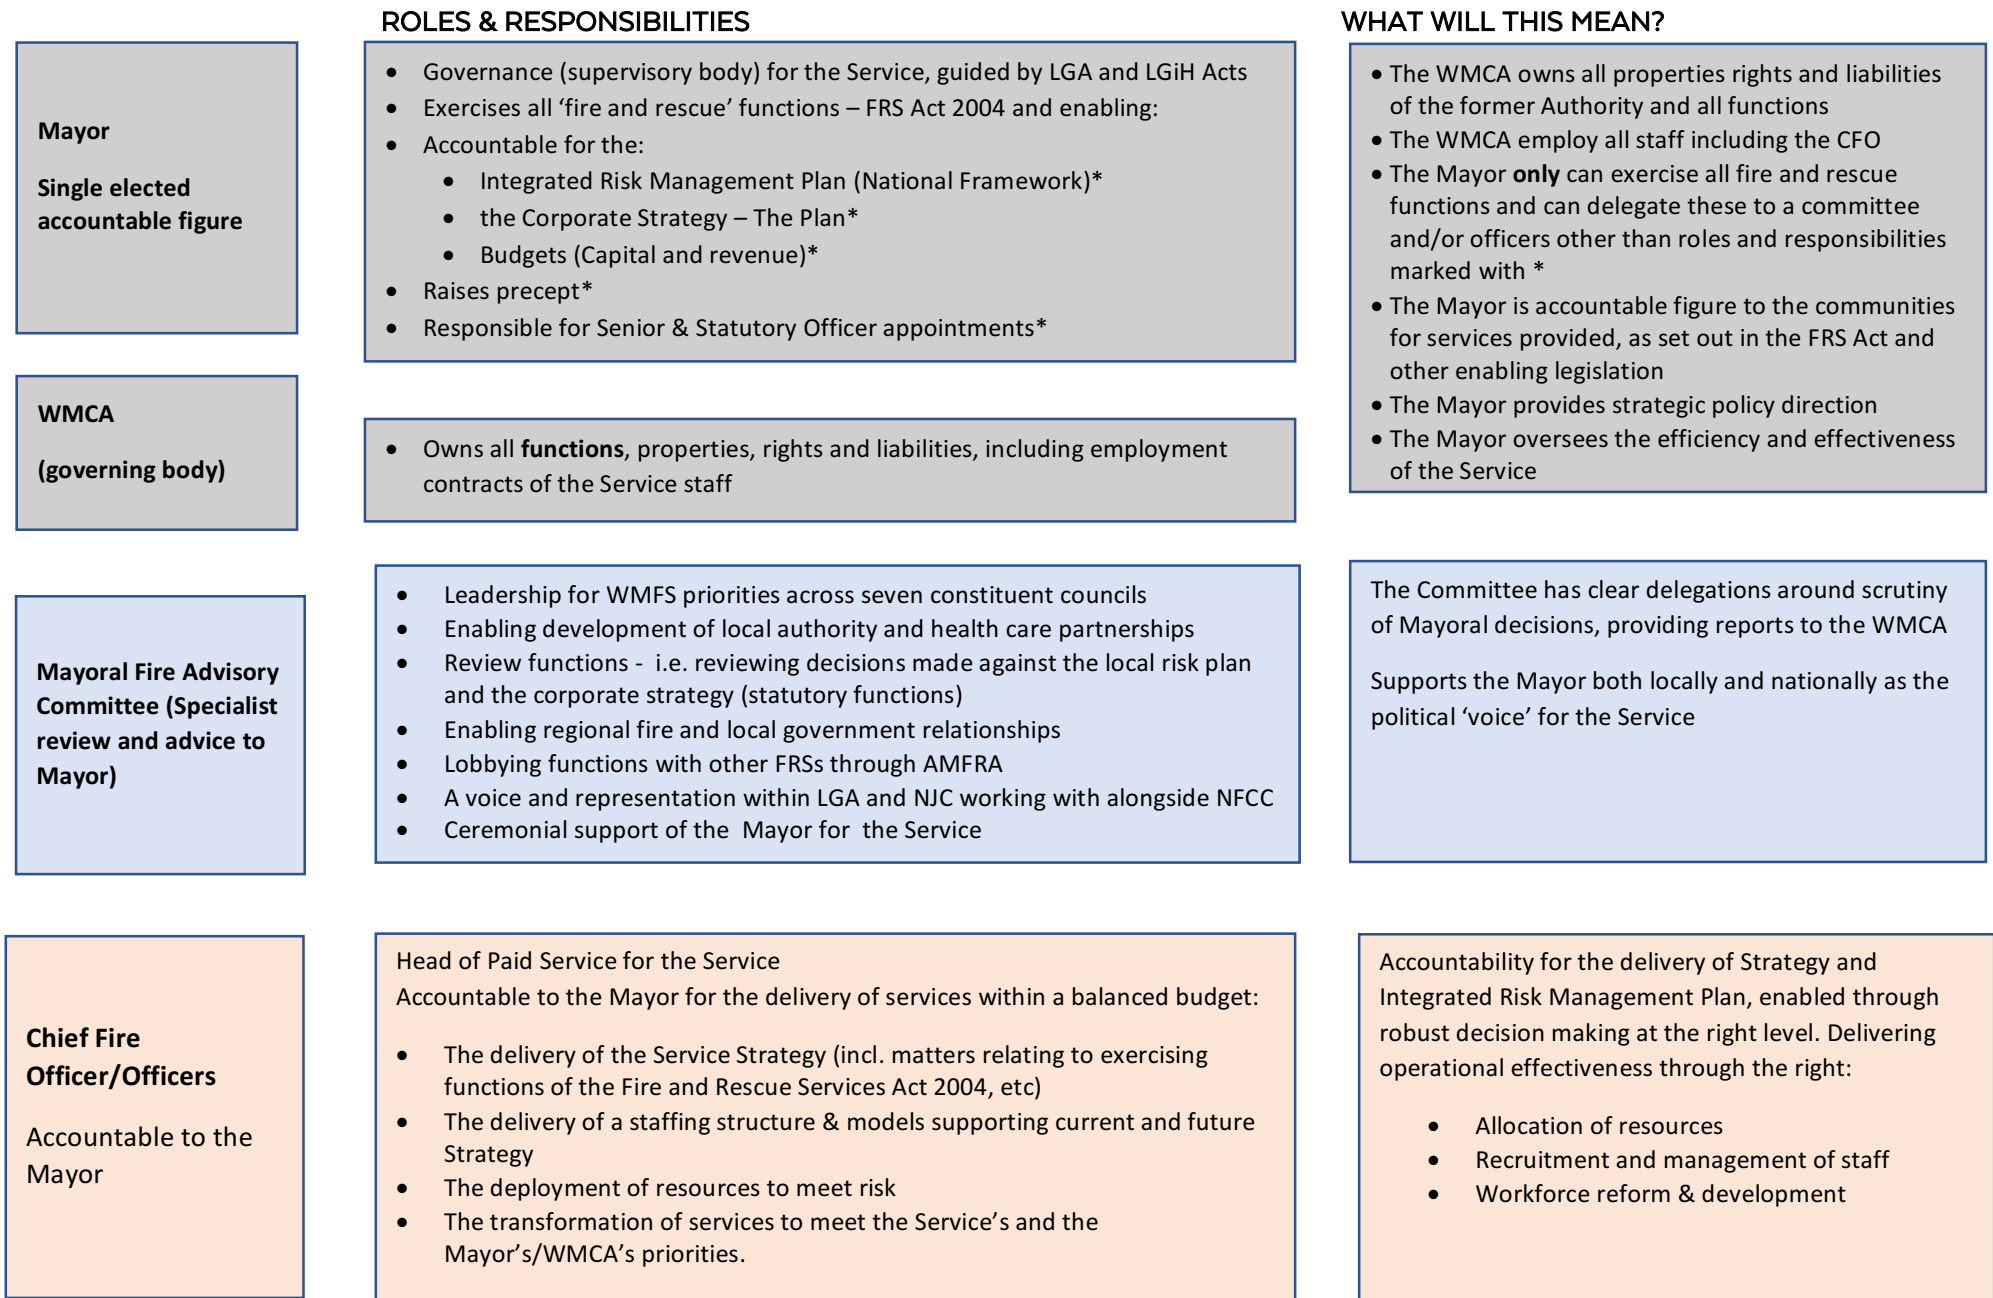 ROLES & RESPONSIBILITIES
WHAT WILL THIS MEAN?
Mayor
Single elected
accountable figure
• Governance (supervisory body) for the Service, guided by LGA and LGiH Acts
• Exercises all ‘fire and rescue’ functions – FRS Act 2004 and enabling:
• Accountable for the:
• Integrated Risk Management Plan (National Framework)*
• the Corporate Strategy – The Plan*
• Budgets (Capital and revenue)*
• Raises precept*
• Responsible for Senior & Statutory Officer appointments*
• The WMCA owns all properties rights and liabilities
of the former Authority and all functions
• The WMCA employ all staff including the CFO
• The Mayor only can exercise all fire and rescue
functions and can delegate these to a committee
and/or officers other than roles and responsibilities
marked with *
• The Mayor is accountable figure to the communities
for services provided, as set out in the FRS Act and
other enabling legislation
• The Mayor provides strategic policy direction
• The Mayor oversees the efficiency and effectiveness
of the Service
WMCA
(governing body)
• Owns all functions, properties, rights and liabilities, including employment
contracts of the Service staff
Mayoral Fire Advisory
Committee (Specialist
review and advice to
Mayor)
• Leadership for WMFS priorities across seven constituent councils
• Enabling development of local authority and health care partnerships
• Review functions - i.e. reviewing decisions made against the local risk plan
and the corporate strategy (statutory functions)
• Enabling regional fire and local government relationships
• Lobbying functions with other FRSs through AMFRA
• A voice and representation within LGA and NJC working with alongside NFCC
• Ceremonial support of the Mayor for the Service
The Committee has clear delegations around scrutiny
of Mayoral decisions, providing reports to the WMCA
Supports the Mayor both locally and nationally as the
political ‘voice’ for the Service
Chief Fire
Officer/Officers
Accountable to the
Mayor
Head of Paid Service for the Service
Accountable to the Mayor for the delivery of services within a balanced budget:
• The delivery of the Service Strategy (incl. matters relating to exercising
functions of the Fire and Rescue Services Act 2004, etc)
• The delivery of a staffing structure & models supporting current and future
Strategy
• The deployment of resources to meet risk
• The transformation of services to meet the Service’s and the
Mayor’s/WMCA’s priorities.
Accountability for the delivery of Strategy and
Integrated Risk Management Plan, enabled through
robust decision making at the right level. Delivering
operational effectiveness through the right:
• Allocation of resources
• Recruitment and management of staff
• Workforce reform & development